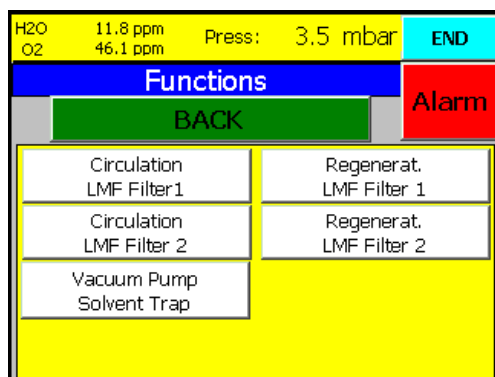 H2O 11.8 ppm Press: 3.5 mbar END
O2 46.1 ppm
Functions
Alarm
BACK
Circulation
LMF Filter1
Regenerat.
LMF Filter 1
Circulation
LMF Filter 2
Regenerat.
LMF Filter 2
Vacuum Pump
Solvent Trap